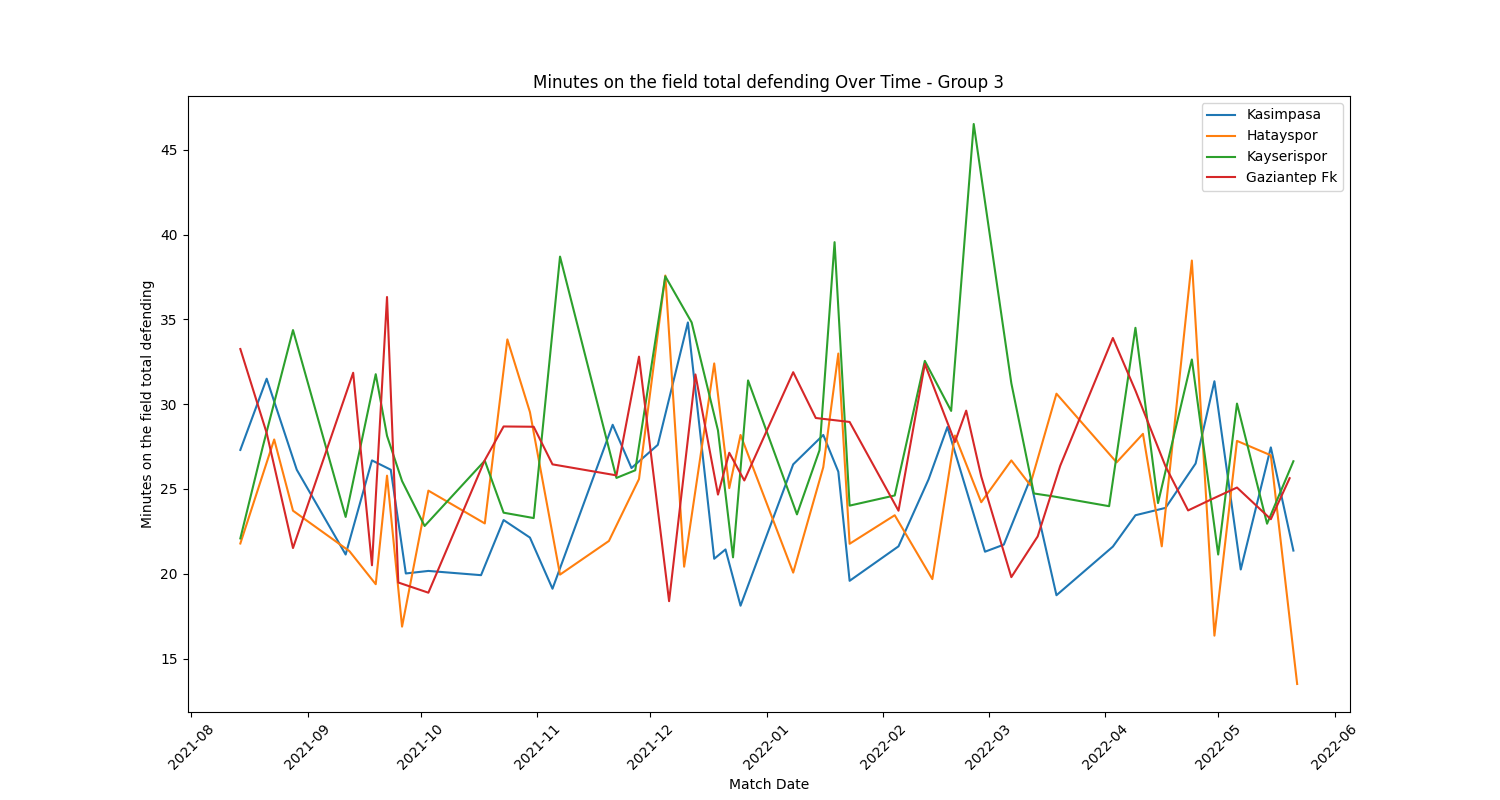 Minutes on the field total defending Over Time - Group 3
Kasimpasa
Hatayspor
Kayserispor
Gaziantep Fk
Minutes on the field total defending
45
40
35
30
25
20
15
2021-08
2021-09
2021-10
2021-11
2021-12
2022-01
2022-02
2022-03
2022-04
2022-05
2022-06
Match Date